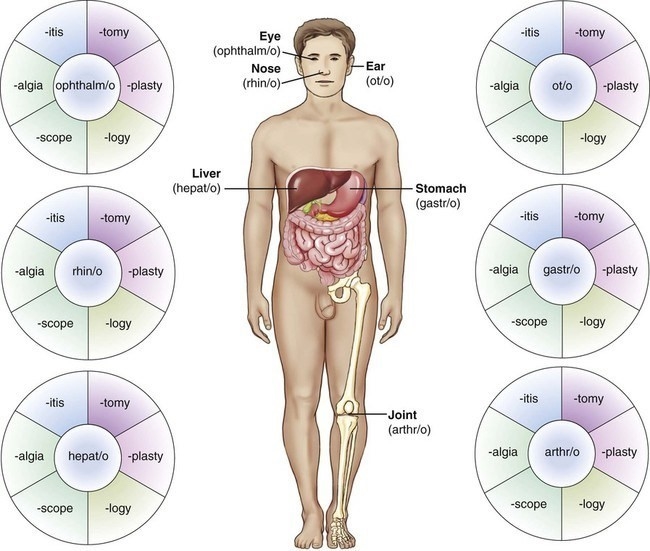 -itis
-tomy
-algia
ophthalm/o
-plasty
-scope
-logy
Eye
(ophthalm/o)
Nose
(rhin/o)
Ear
(ot/o)
-itis
-tomy
-algia
ot/o
-plasty
-scope
-logy
Liver
(hepat/o)
Stomach
(gastr/o)
-itis
-tomy
-algia
rhin/o
-plasty
-scope
-logy
-itis
-tomy
-algia
gastr/o
-plasty
-scope
-logy
Joint
(arthr/o)
-itis
-tomy
-algia
hepat/o
-plasty
-scope
-logy
-itis
-tomy
-algia
arthr/o
-plasty
-scope
-logy